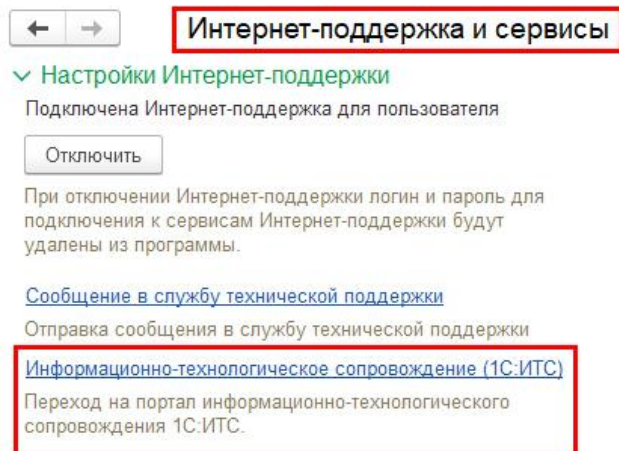 Интернет-поддержка и сервисы
Настройки Интернет-поддержки
Подключена Интернет-поддержка для пользователя
Отключить
При отключении Интернет-поддержки логин и пароль для
подключения к сервисам Интернет-поддержки будут
удалены из программы.
Сообщение в службу технической поддержки
Отправка сообщения в службу технической поддержки
Информационно-технологическое сопровождение (1С:ИТС)
Переход на портал информационно-технологического
сопровождения 1С:ИТС.